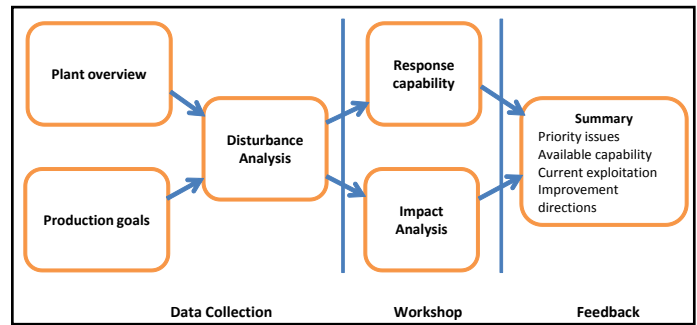 Plant overview
Production goals
Disturbance
Analysis
Response
capability
Impact
Analysis
Summary
Priority issues
Available capability
Current exploitation
Improvement
directions
Data Collection
Workshop
Feedback